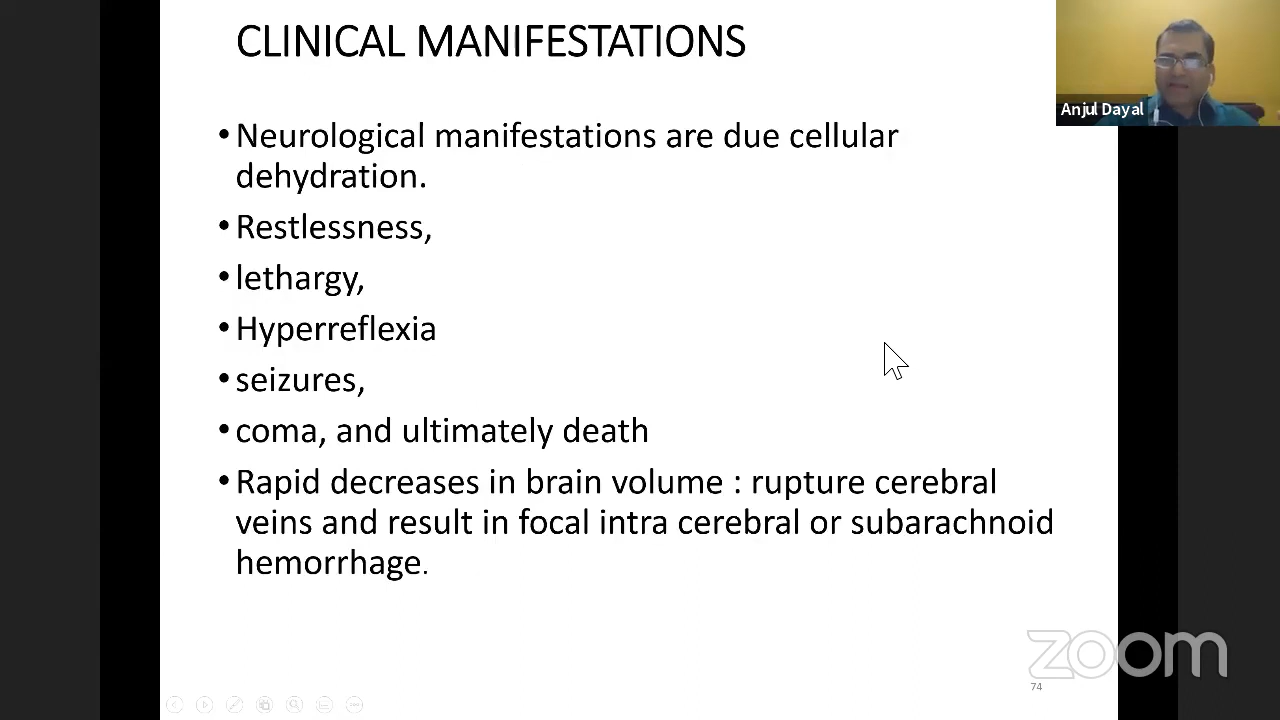 CLINICAL MANIFESTATIONS
Anjul Dayal
•Neurological manifestations are due cellular
dehydration.
•Restlessness,
•lethargy,
•Hyperreflexia
•seizures,
•coma, and ultimately death
•Rapid decreases in brain volume : rupture cerebral
veins and result in focal intra cerebral or subarachnoid
hemorrhage.
zoom
74